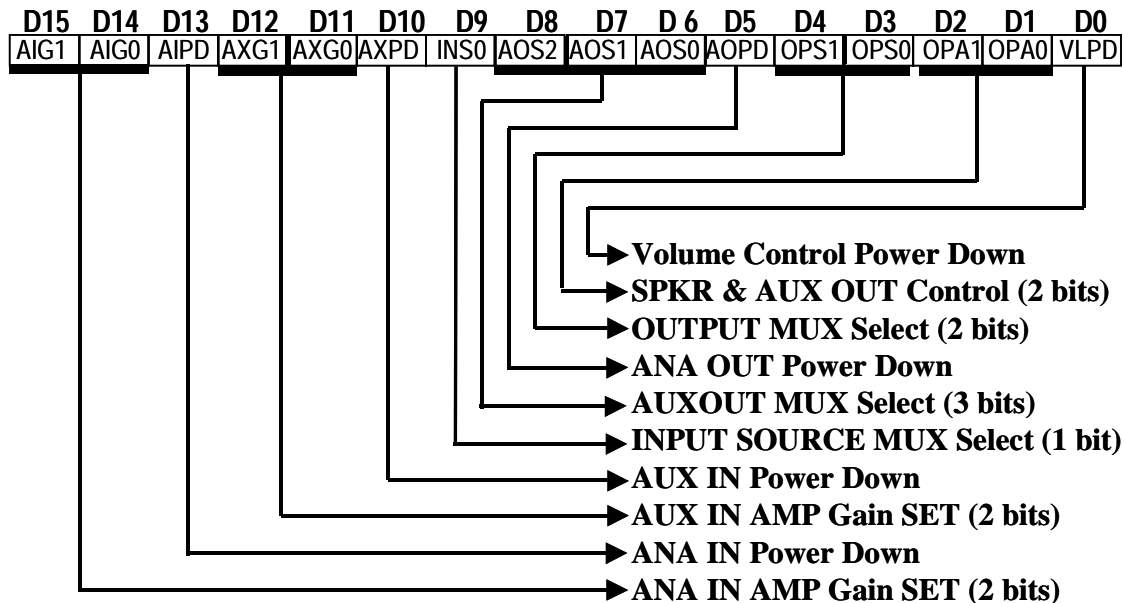 D15 D14 D13 D12 D11 D10 D9 D8 D7 D 6 D5 D4 D3 D2 D1 D0
AIG1 AIG0 AIPD AXG1 AXG0 AXPD INS0 AOS2 AOS1 AOS0 AOPD OPS1 OPS0 OPA1 OPA0 VLPD
Volume Control Power Down
SPKR & AUX OUT Control (2 bits)
OUTPUT MUX Select (2 bits)
ANA OUT Power Down
AUXOUT MUX Select (3 bits)
INPUT SOURCE MUX Select (1 bit)
AUX IN Power Down
AUX IN AMP Gain SET (2 bits)
ANA IN Power Down
ANA IN AMP Gain SET (2 bits)